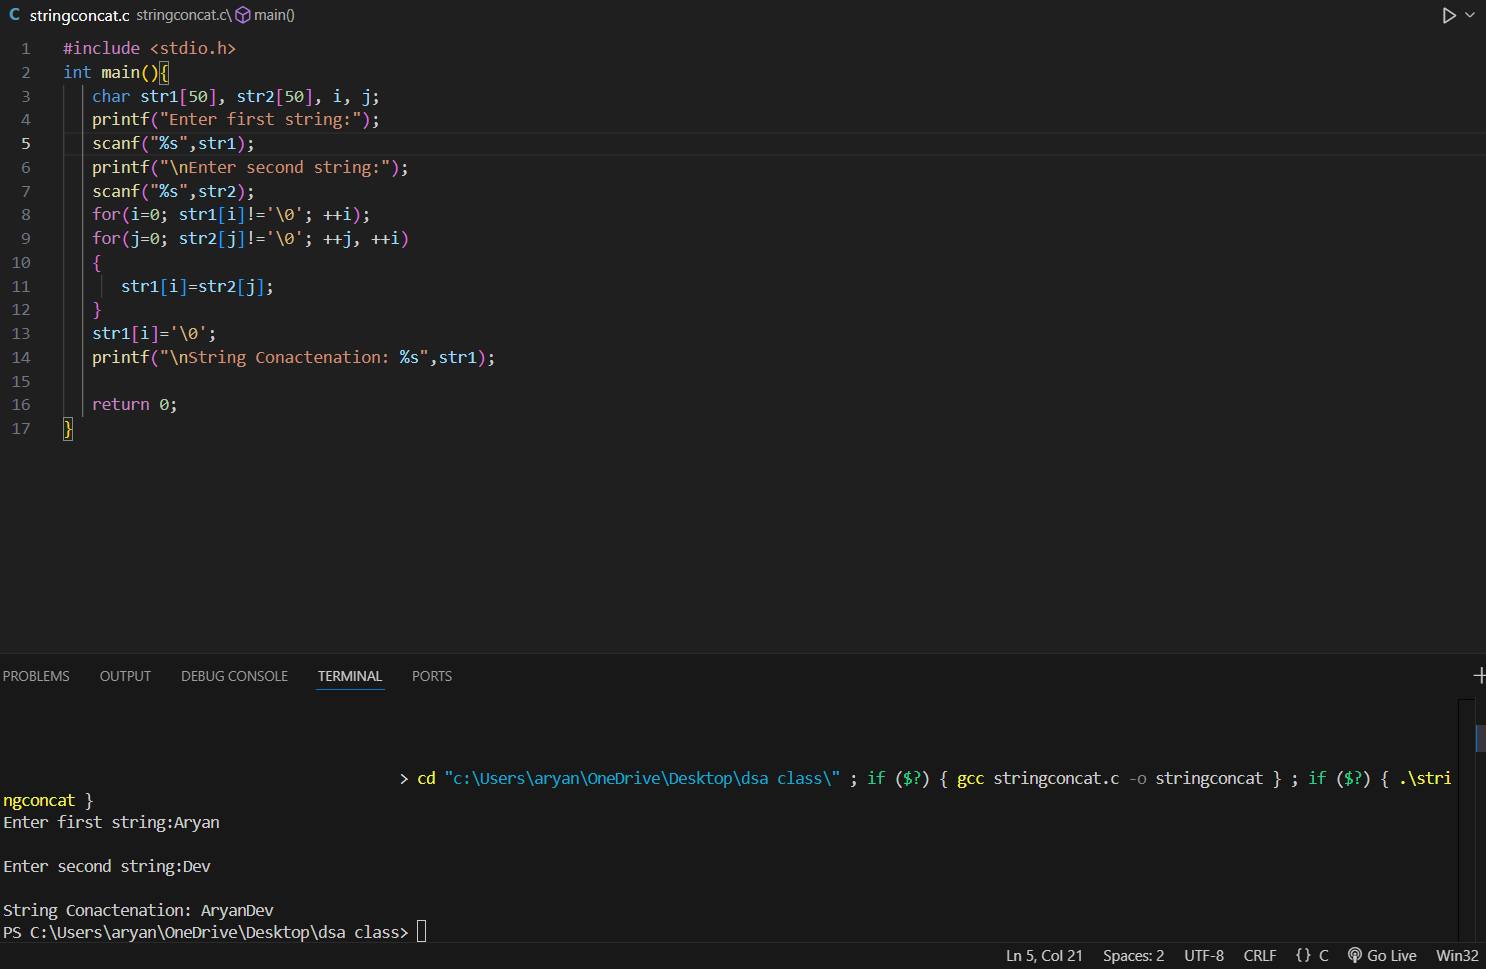 C stringconcat.c stringconcat.c\ main()
1 #include <stdio.h>
2 int main(){
3 char str1[50], str2[50], i, j;
4 printf("Enter first string:");
5 scanf("%s",str1);
6 printf("\nEnter second string:");
7 scanf("%s",str2);
8 for(i=0; str1[i]!='\0'; ++i);
9 for(j=0; str2[j]!='\0'; ++j, ++i)
10 {
11 str1[i]=str2[j];
12 }
13 str1[i]='\0';
14 printf("\nString Conactenation: %s",str1);
15
16 return 0;
17 }
PROBLEMS OUTPUT DEBUG CONSOLE TERMINAL PORTS
> cd "c:\Users\aryan\OneDrive\Desktop\dsa class\" ; if ($?) { gcc stringconcat.c -o stringconcat } ; if ($?) { .\stri
ngconcat }
Enter first string:Aryan
Enter second string:Dev
String Conactenation: AryanDev
PS C:\Users\aryan\OneDrive\Desktop\dsa class>
Ln 5, Col 21 Spaces: 2 UTF-8 CRLF {} C Go Live Win32